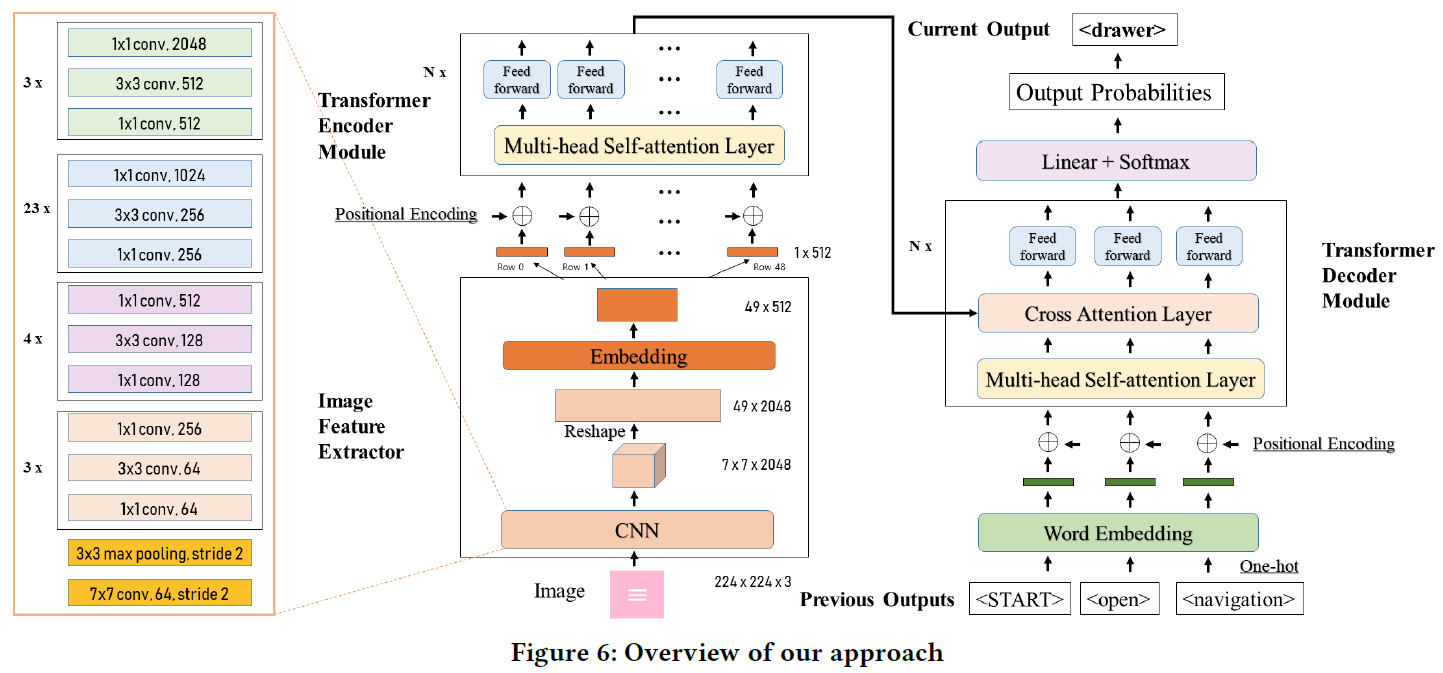 3 x
1x1 conv, 2048
3x3 conv, 512
1x1 conv, 512
23 x
1x1 conv, 1024
3x3 conv, 256
1x1 conv, 256
4 x
1x1 conv, 512
3x3 conv, 128
1x1 conv, 128
3 x
1x1 conv, 256
3x3 conv, 64
1x1 conv, 64
3x3 max pooling, stride 2
7x7 conv, 64, stride 2
Transformer
Encoder
Module
N x
Feed
forward
Feed
forward
...
Feed
forward
...
...
Multi-head Self-attention Layer
...
Positional Encoding
...
...
Row 0
Row 1
Row 48
1 x 512
Image
Feature
Extractor
49 x 512
Embedding
49 x 2048
Reshape
7 x 7 x 2048
CNN
Image
224 x 224 x 3
Current Output
<drawer>
Output Probabilities
Linear + Softmax
N x
Transformer
Decoder
Module
Feed
forward
Feed
forward
Feed
forward
Cross Attention Layer
Multi-head Self-attention Layer
Positional Encoding
Word Embedding
One-hot
Previous Outputs
<START>
<open>
<navigation>
Figure 6: Overview of our approach